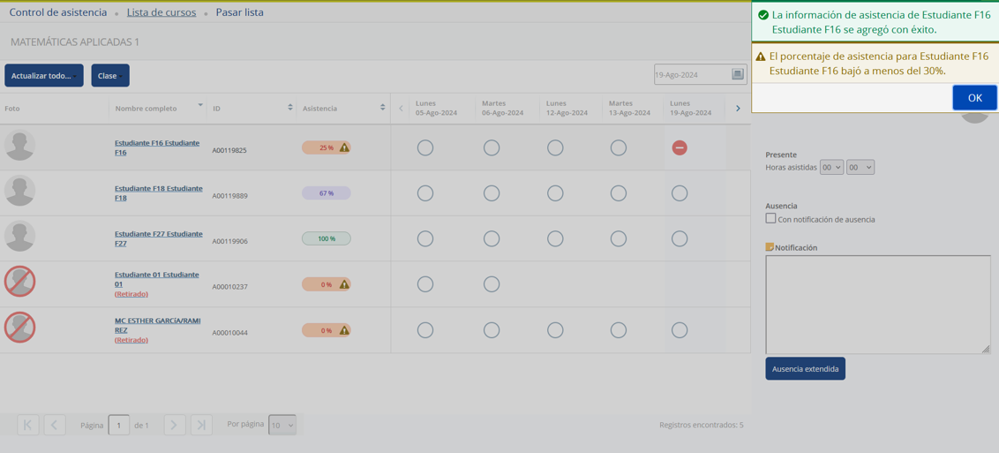 Control de asistencia Lista de cursos Pasar lista
La información de asistencia de Estudiante F16
Estudiante F16 se agregó con éxito.
El porcentaje de asistencia para Estudiante F16
Estudiante F16 bajó a menos del 30%.
OK
MATEMÁTICAS APLICADAS 1
Actualizar todo... Clase 19-Ago-2024
Foto Nombre completo ID Asistencia
Lunes
05-Ago-2024
Martes
06-Ago-2024
Lunes
12-Ago-2024
Martes
13-Ago-2024
Lunes
19-Ago-2024
Estudiante F16 Estudiante
F16
A00119825 25 %
Estudiante F18 Estudiante
F18
A00119889 67 %
Estudiante F27 Estudiante
F27
A00119906 100 %
Estudiante 01 Estudiante
01
(Retirado)
A00010237 0 %
MC ESTHER GARCíA/RAMI
REZ
(Retirado)
A00010044 0 %
Página 1 de 1 Por página 10 Registros encontrados: 5
Presente
Horas asistidas 00 00
Ausencia
Con notificación de ausencia
Notificación
Ausencia extendida